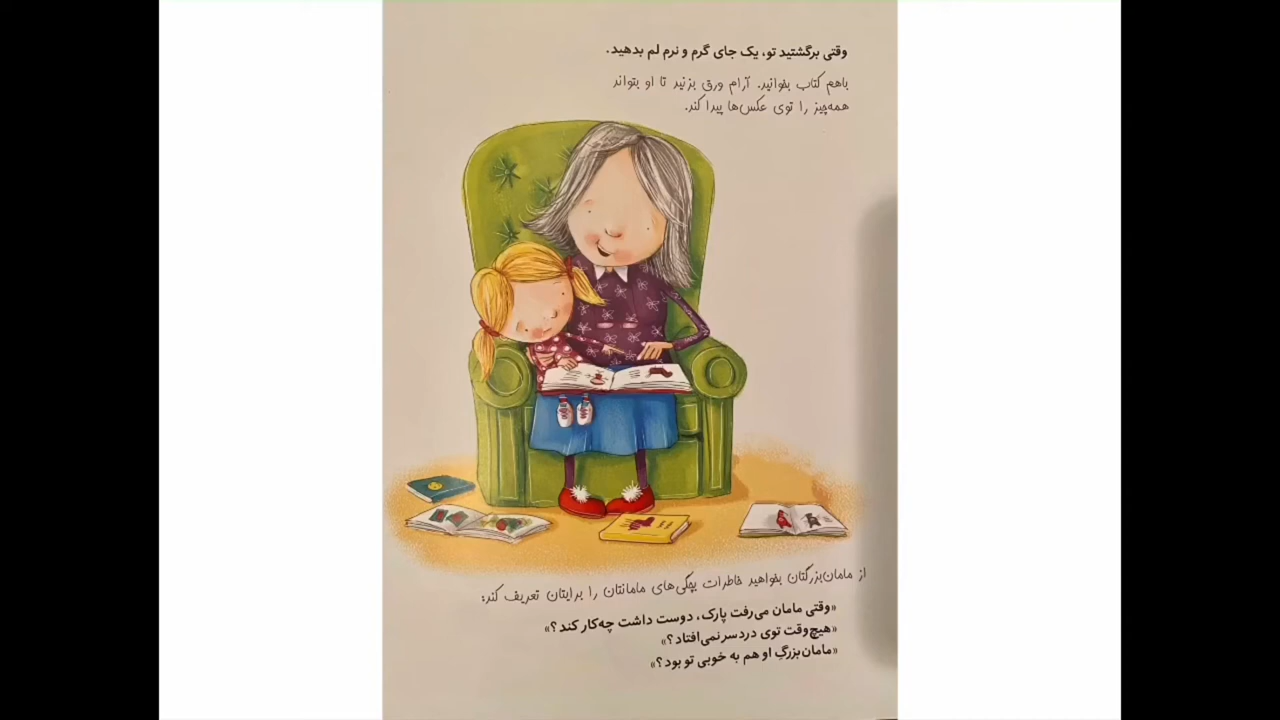 وقتی برگشتید تو، یک جای گرم و نرم لم بدهید.
باهم کتاب بخوانید. آرام ورق بزنید تا او بتواند
همه‌چیز را توی عکس‌ها پیدا کند.
از مامان‌بزرگتان بخواهید خاطرات بچگی‌های مامانتان را برایتان تعریف کند:
«وقتی مامان می‌رفت پارک، دوست داشت چه‌کار کند؟»
«هیچ‌وقت توی دردسر نمی‌افتاد؟»
«مامان‌بزرگِ او هم به خوبی تو بود؟»